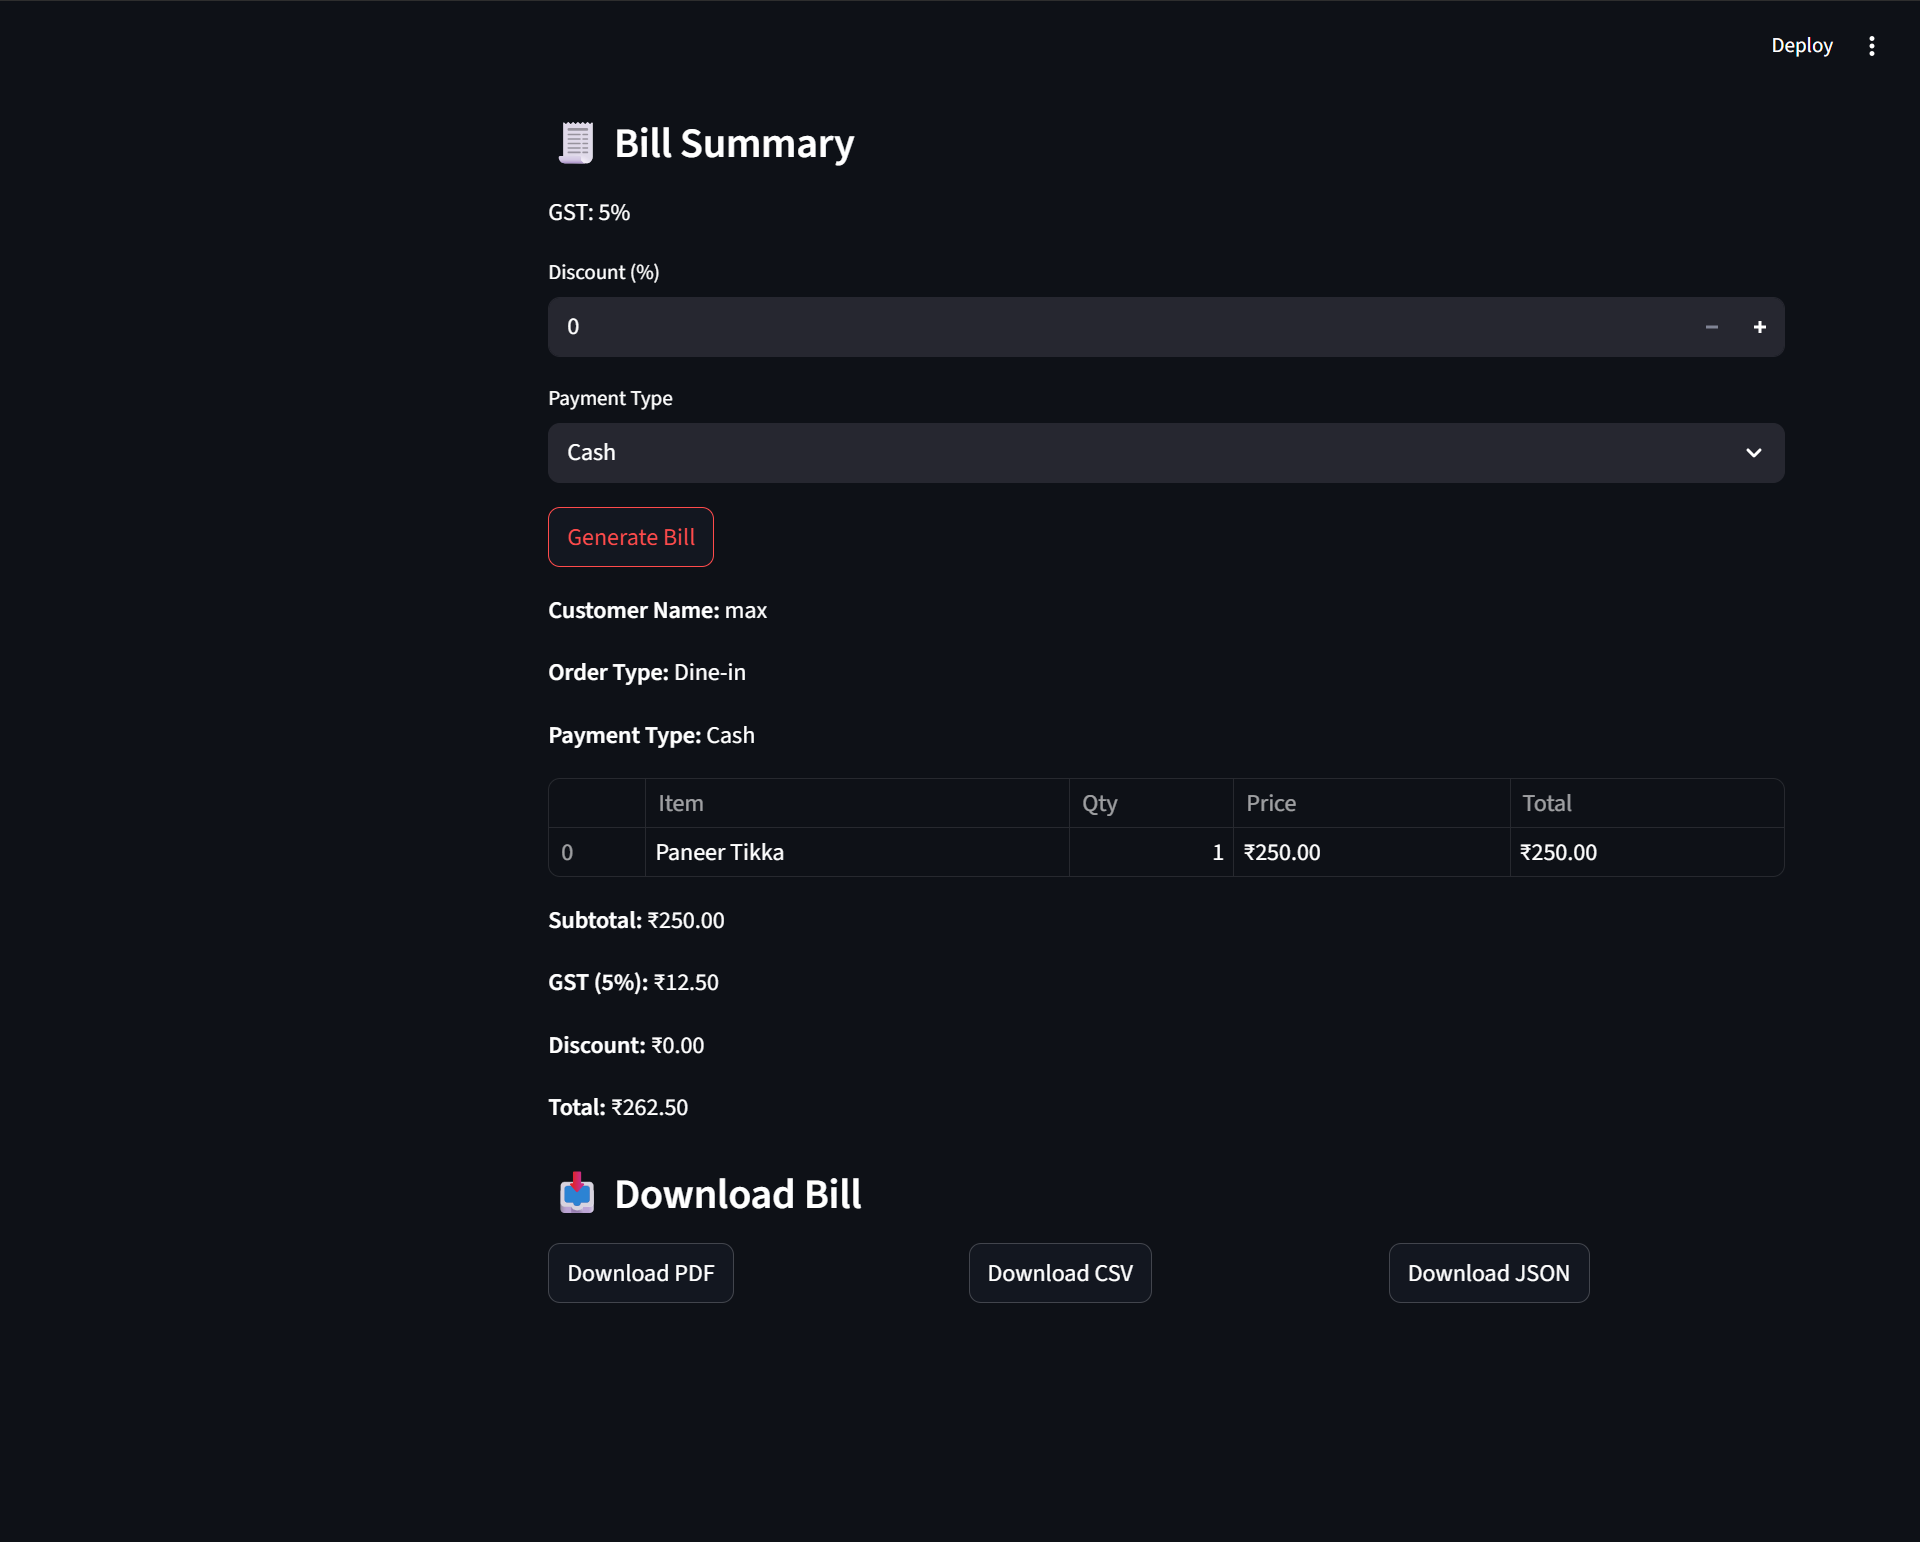 Deploy
Bill Summary
GST: 5%
Discount (%)
0
Payment Type
Cash
Generate Bill
Customer Name: max
Order Type: Dine-in
Payment Type: Cash
Item Qty Price Total
0 Paneer Tikka 1 ₹250.00 ₹250.00
Subtotal: ₹250.00
GST (5%): ₹12.50
Discount: ₹0.00
Total: ₹262.50
Download Bill
Download PDF Download CSV Download JSON